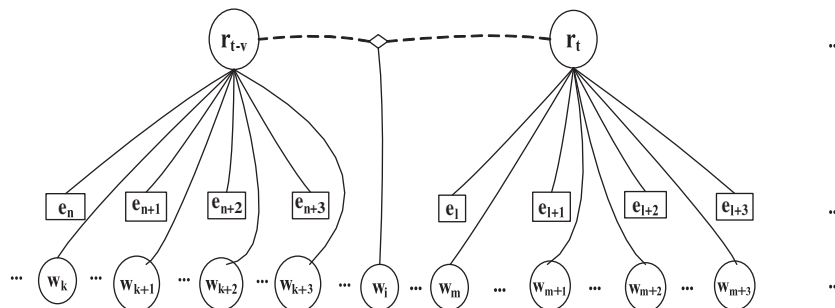 r_{t-v} r_t ...
e_n e_{n+1} e_{n+2} e_{n+3} e_l e_{l+1} e_{l+2} e_{l+3} ...
... w_k ... w_{k+1} ... w_{k+2} ... w_{k+3} ... w_i ... w_m ... w_{m+1} ... w_{m+2} ... w_{m+3} ...